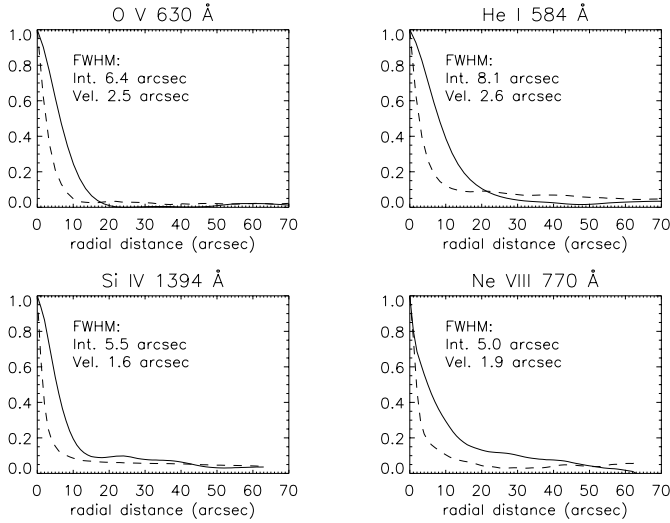 O V 630 Å
1.0
0.8
0.6
0.4
0.2
0.0
FWHM:
Int. 6.4 arcsec
Vel. 2.5 arcsec
0 10 20 30 40 50 60 70
radial distance (arcsec)
He I 584 Å
1.0
0.8
0.6
0.4
0.2
0.0
FWHM:
Int. 8.1 arcsec
Vel. 2.6 arcsec
0 10 20 30 40 50 60 70
radial distance (arcsec)
Si IV 1394 Å
1.0
0.8
0.6
0.4
0.2
0.0
FWHM:
Int. 5.5 arcsec
Vel. 1.6 arcsec
0 10 20 30 40 50 60 70
radial distance (arcsec)
Ne VIII 770 Å
1.0
0.8
0.6
0.4
0.2
0.0
FWHM:
Int. 5.0 arcsec
Vel. 1.9 arcsec
0 10 20 30 40 50 60 70
radial distance (arcsec)